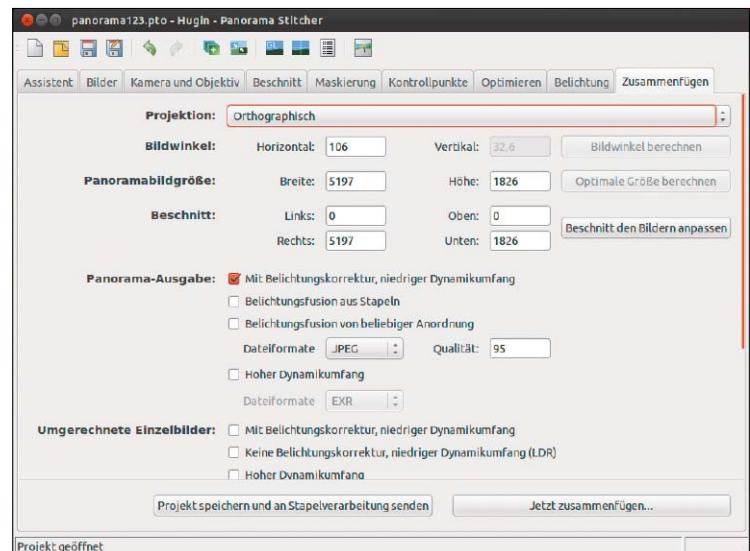 panorama123.pto - Hugin - Panorama Stitcher
Assistent Bilder Kamera und Objektiv Beschnitt Maskierung Kontrollpunkte Optimieren Belichtung Zusammenfügen
Projektion: Orthographisch
Bildwinkel: Horizontal: 106 Vertikal: 32,6 Bildwinkel berechnen
Panoramabildgröße: Breite: 5197 Höhe: 1826 Optimale Größe berechnen
Beschnitt: Links: 0 Oben: 0
Beschnitt den Bildern anpassen
Rechts: 5197 Unten: 1826
Panorama-Ausgabe: Mit Belichtungskorrektur, niedriger Dynamikumfang
Belichtungsfusion aus Stapeln
Belichtungsfusion von beliebiger Anordnung
Dateiformate JPEG Qualität: 95
Hoher Dynamikumfang
Dateiformate EXR
Umgerechnete Einzelbilder: Mit Belichtungskorrektur, niedriger Dynamikumfang
Keine Belichtungskorrektur, niedriger Dynamikumfang (LDR)
Hoher Dynamikumfang
Projekt speichern und an Stapelverarbeitung senden Jetzt zusammenfügen...
Projekt geöffnet